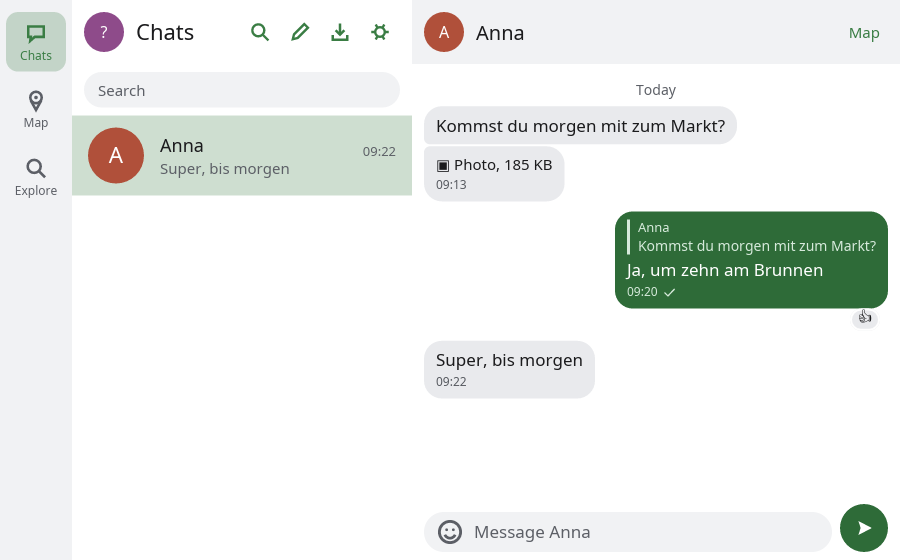 Chats
Map
Explore
?
Chats
Search
A
Anna
09:22
Super, bis morgen
A
Anna
Map
Today
Kommst du morgen mit zum Markt?
▣ Photo, 185 KB
09:13
Anna
Kommst du morgen mit zum Markt?
Ja, um zehn am Brunnen
09:20 ✓
👍
Super, bis morgen
09:22
Message Anna